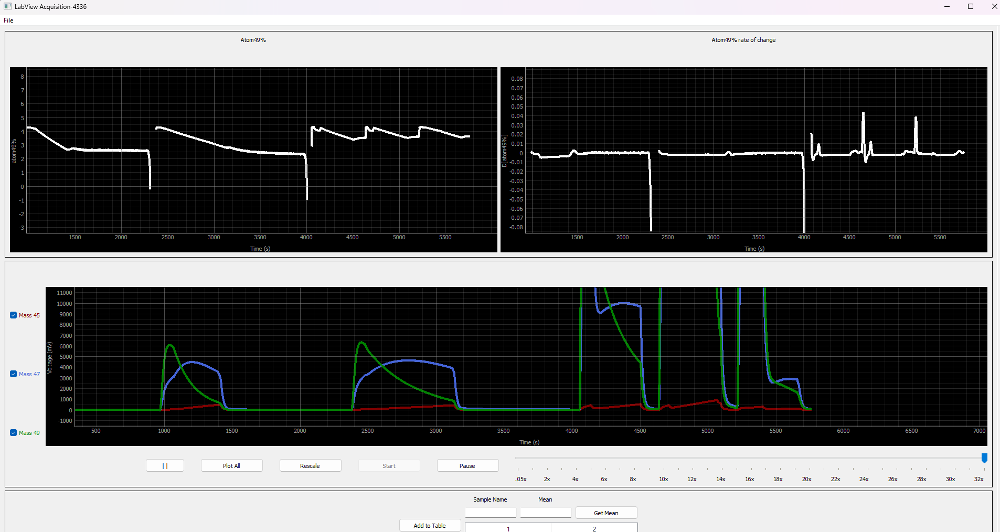 LabView Acquisition-4336
File
Atom49%
Atom49% rate of change
8
7
6
5
4
3
2
1
0
-1
-2
-3
atom49%
1500 2000 2500 3000 3500 4000 4500 5000 5500
Time (s)
0.08
0.07
0.06
0.05
0.04
0.03
0.02
0.01
0
-0.01
-0.02
-0.03
-0.04
-0.05
-0.06
-0.07
-0.08
D[atom49%]
1500 2000 2500 3000 3500 4000 4500 5000 5500
Time (s)
Mass 45
Mass 47
Mass 49
11000
10000
9000
8000
7000
6000
5000
4000
3000
2000
1000
0
-1000
Voltage (mV)
500 1000 1500 2000 2500 3000 3500 4000 4500 5000 5500 6000 6500 7000
Time (s)
Plot All Rescale Start Pause
.05x 2x 4x 6x 8x 10x 12x 14x 16x 18x 20x 22x 24x 26x 28x 30x 32x
Sample Name Mean
Get Mean
Add to Table
1 2